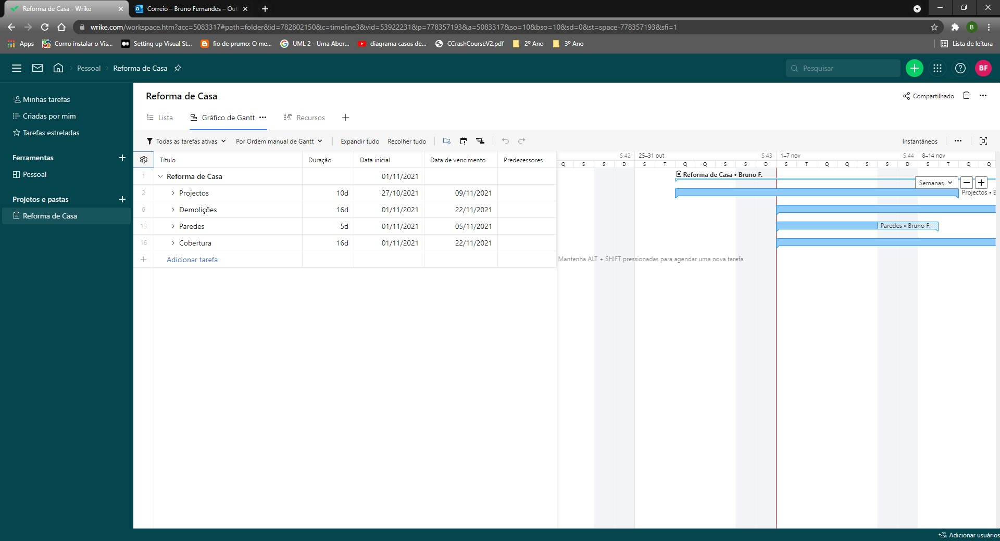 Reforma de Casa - Wrike
Correio – Bruno Fernandes – Out
wrike.com/workspace.htm?acc=5083317#path=folder&id=782802150&c=timeline3&vid=53922231&p=778357193&a=5083317&so=10&bso=10&sd=0&st=space-778357193&sfi=1
B
Apps
Como instalar o Vis...
Setting up Visual St...
fio de prumo: O me...
UML 2 - Uma Abor...
diagrama casos de...
CCrashCourseV2.pdf
2º Ano
3º Ano
Lista de leitura
Pessoal
Reforma de Casa
Pesquisar
BF
Minhas tarefas
Criadas por mim
Tarefas estreladas
Ferramentas
Pessoal
Projetos e pastas
Reforma de Casa
Reforma de Casa
Compartilhado
Lista
Gráfico de Gantt
Recursos
Todas as tarefas ativas
Por Ordem manual de Gantt
Expandir tudo
Recolher tudo
Instantâneos
Título Duração Data inicial Data de vencimento Predecessores
S 42 25–31 out S 43 1–7 nov S 44 8–14 nov
Q S S D S T Q Q S S D S T Q Q S S D S T Q Q
1 Reforma de Casa 01/11/2021
2 Projectos 10d 27/10/2021 09/11/2021
6 Demolições 16d 01/11/2021 22/11/2021
13 Paredes 5d 01/11/2021 05/11/2021
16 Cobertura 16d 01/11/2021 22/11/2021
Adicionar tarefa
Reforma de Casa • Bruno F.
Semanas
Projectos • B
Paredes • Bruno F.
Mantenha ALT + SHIFT pressionadas para agendar uma nova tarefa
Adicionar usuários